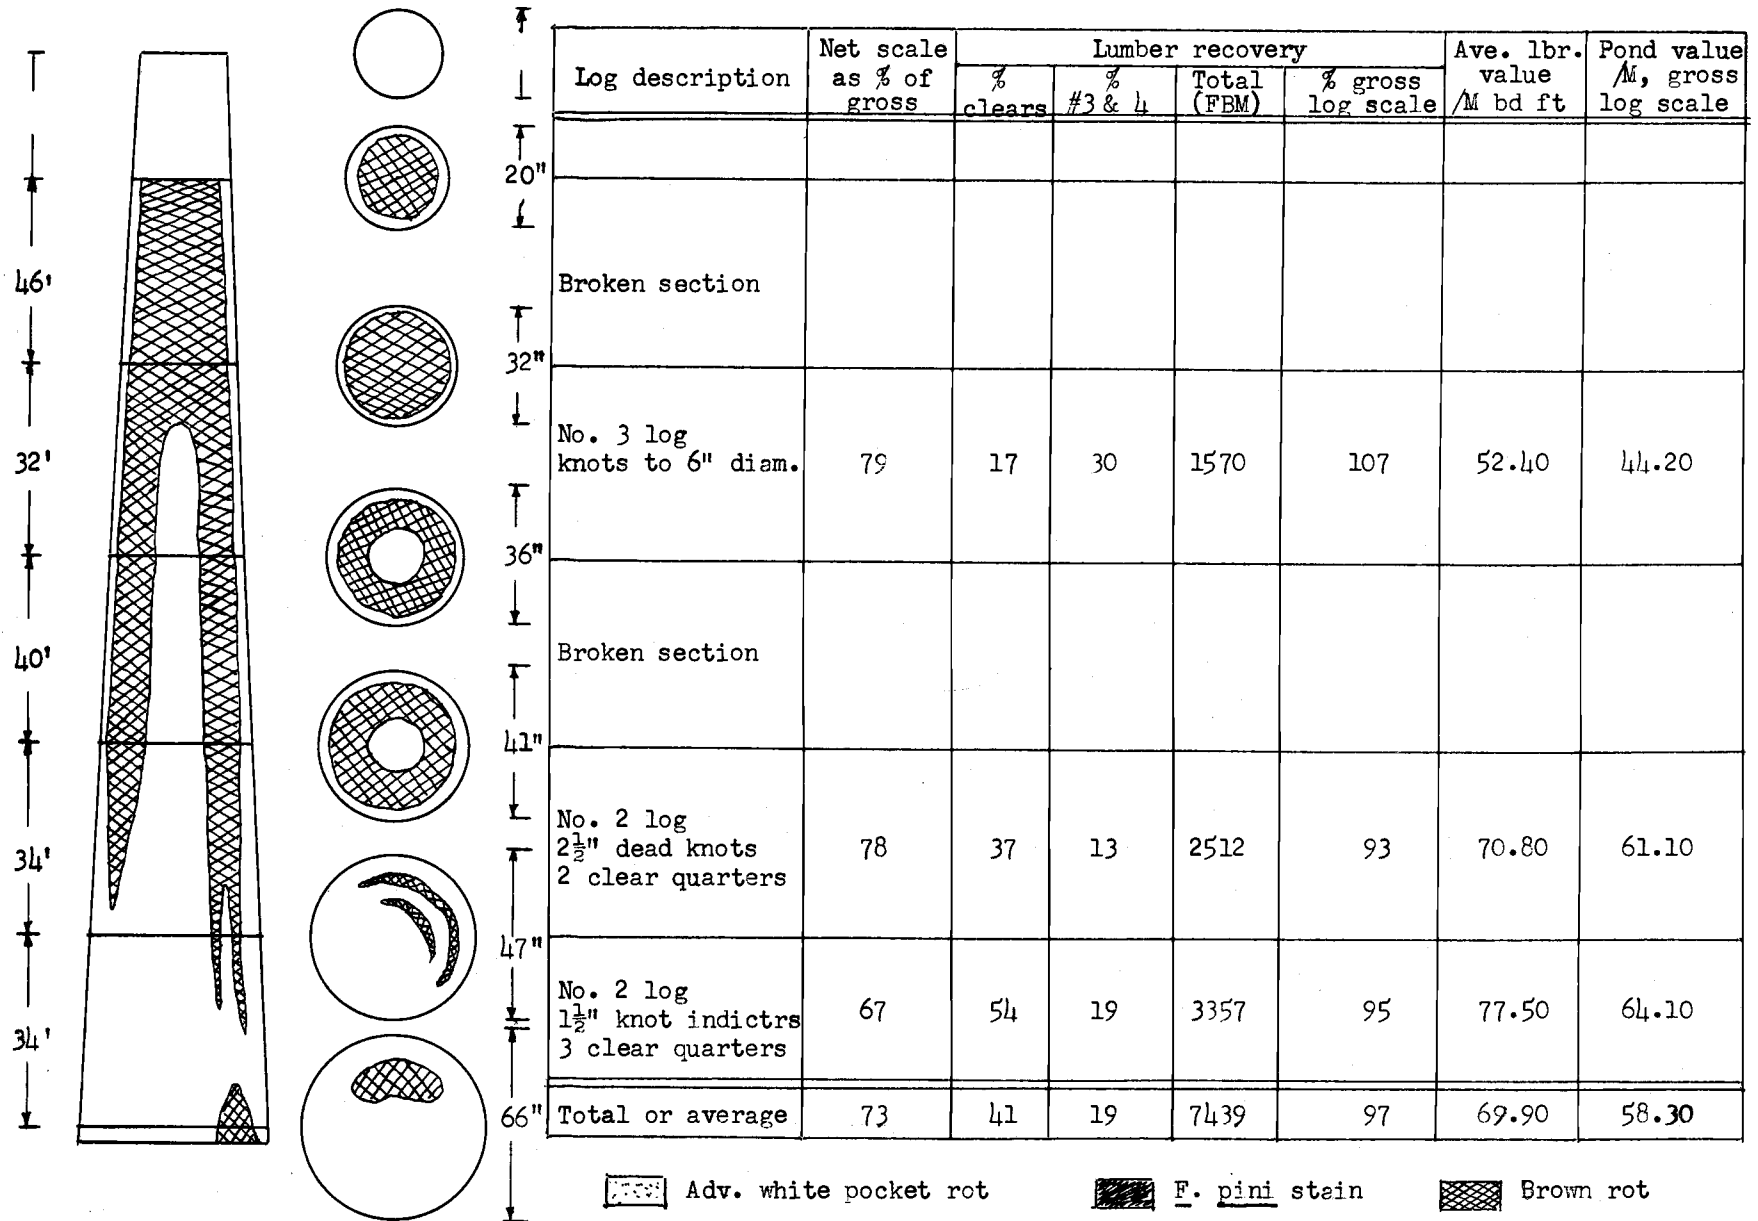 Log description
Net scale
as % of
gross
Lumber recovery
%
clears
%
#3 & 4
Total
(FBM)
% gross
log scale
Ave. lbr.
value
/M bd ft
Pond value
/M, gross
log scale
20"
46'
Broken section
32"
32'
No. 3 log
knots to 6" diam.
79 17 30 1570 107 52.40 44.20
36"
40'
Broken section
41"
34'
No. 2 log
2½" dead knots
2 clear quarters
78 37 13 2512 93 70.80 61.10
47"
34'
No. 2 log
1½" knot indictrs
3 clear quarters
67 54 19 3357 95 77.50 64.10
66"
Total or average 73 41 19 7439 97 69.90 58.30
Adv. white pocket rot F. pini stain Brown rot